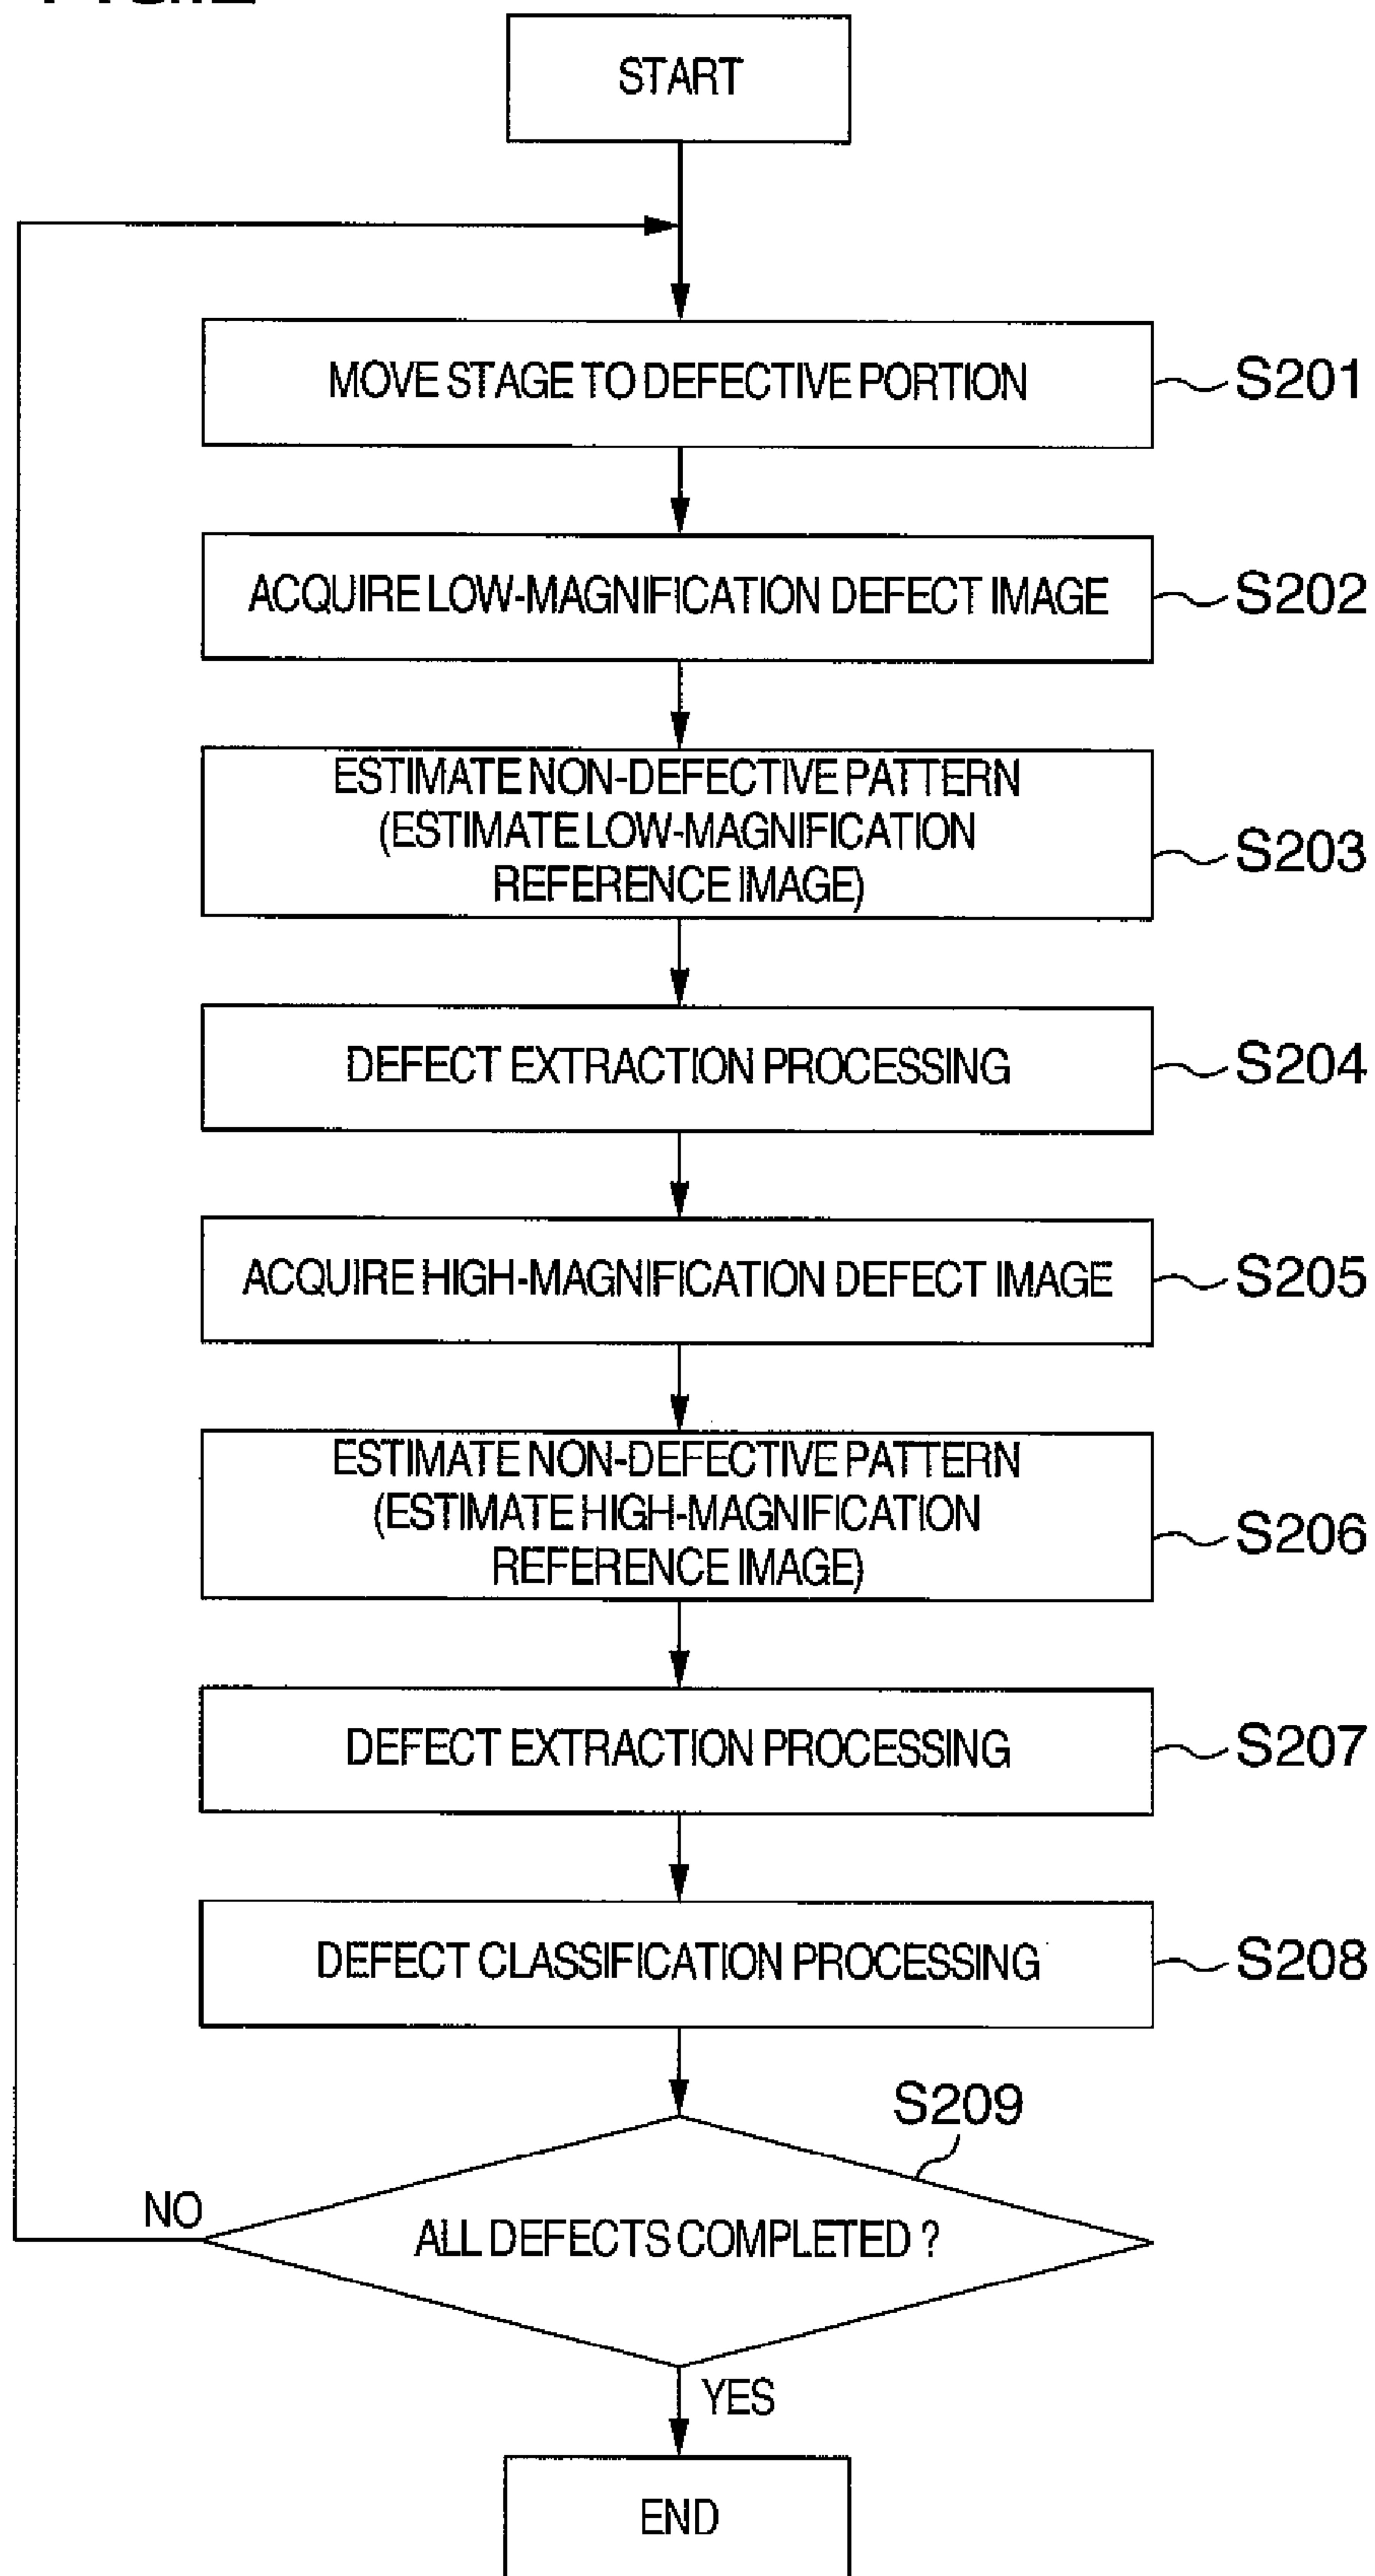 START
MOVE STAGE TO DEFECTIVE PORTION
S201
ACQUIRE LOW-MAGNIFICATION DEFECT IMAGE
S202
ESTIMATE NON-DEFECTIVE PATTERN
(ESTIMATE LOW-MAGNIFICATION
REFERENCE IMAGE)
S203
DEFECT EXTRACTION PROCESSING
S204
ACQUIRE HIGH-MAGNIFICATION DEFECT IMAGE
S205
ESTIMATE NON-DEFECTIVE PATTERN
(ESTIMATE HIGH-MAGNIFICATION
REFERENCE IMAGE)
S206
DEFECT EXTRACTION PROCESSING
S207
DEFECT CLASSIFICATION PROCESSING
S208
S209
NO
ALL DEFECTS COMPLETED ?
YES
END